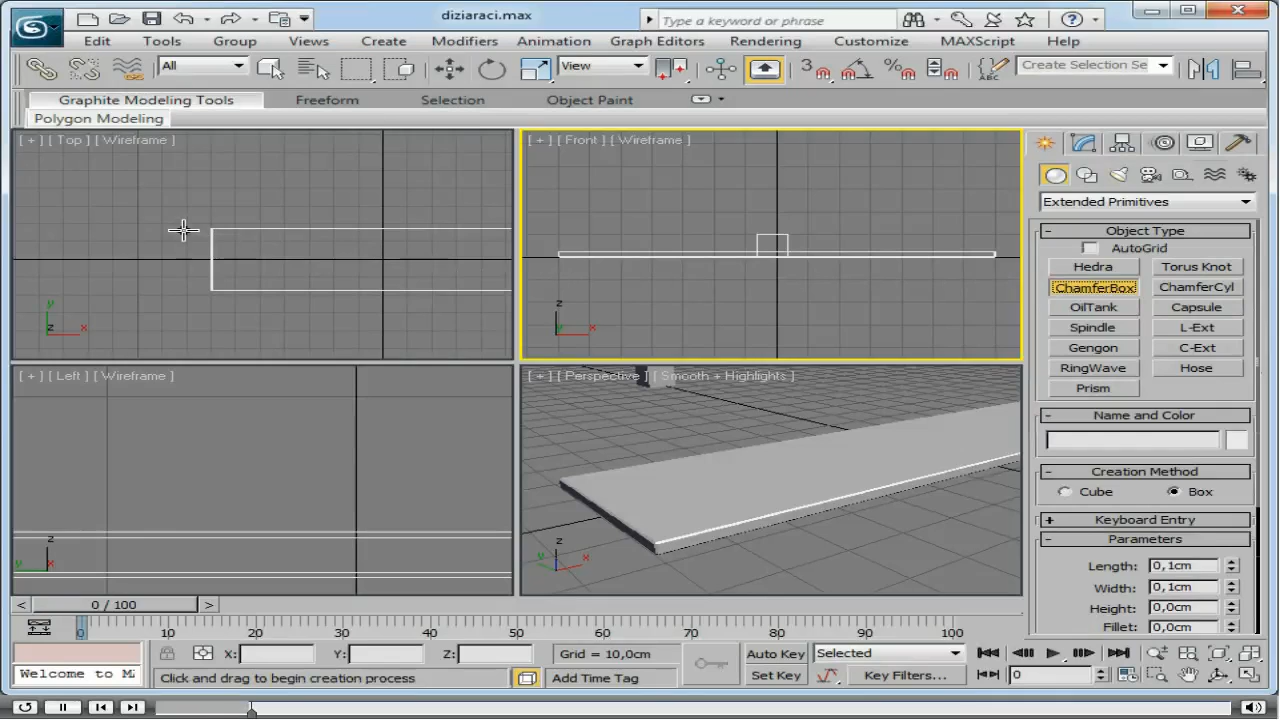 diziaraci.max
Type a keyword or phrase
Edit Tools Group Views Create Modifiers Animation Graph Editors Rendering Customize MAXScript Help
All View 3 Create Selection Se
Graphite Modeling Tools Freeform Selection Object Paint
Polygon Modeling
[ + ] [ Top ] [ Wireframe ]
[ + ] [ Front ] [ Wireframe ]
y
z x
z
y x
[ + ] [ Left ] [ Wireframe ]
z
y x
[ + ] [ Perspective ] [ Smooth + Highlights ]
z
y x
Extended Primitives
- Object Type
AutoGrid
Hedra Torus Knot
ChamferBox ChamferCyl
OilTank Capsule
Spindle L-Ext
Gengon C-Ext
RingWave Hose
Prism
- Name and Color
- Creation Method
Cube Box
+ Keyboard Entry
- Parameters
Length: 0,1cm
Width: 0,1cm
Height: 0,0cm
Fillet: 0,0cm
< 0 / 100 >
0 10 20 30 40 50 60 70 80 90 100
X: Y: Z: Grid = 10,0cm Auto Key Selected
Welcome to M Click and drag to begin creation process Add Time Tag Set Key Key Filters... 0